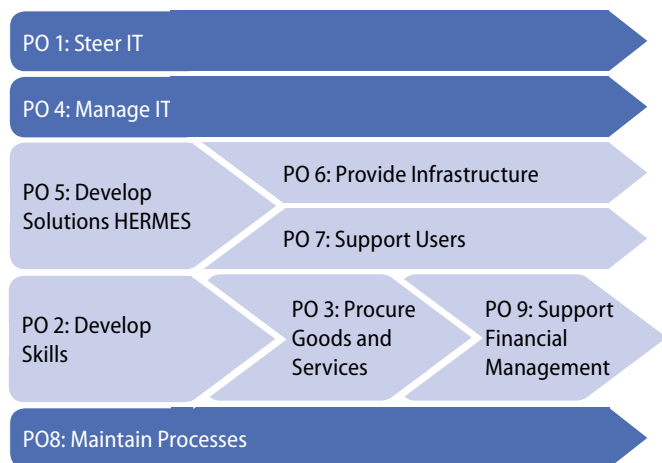 PO 1: Steer IT
PO 4: Manage IT
PO 5: Develop
Solutions HERMES
PO 6: Provide Infrastructure
PO 7: Support Users
PO 2: Develop
Skills
PO 3: Procure
Goods and
Services
PO 9: Support
Financial
Management
PO8: Maintain Processes